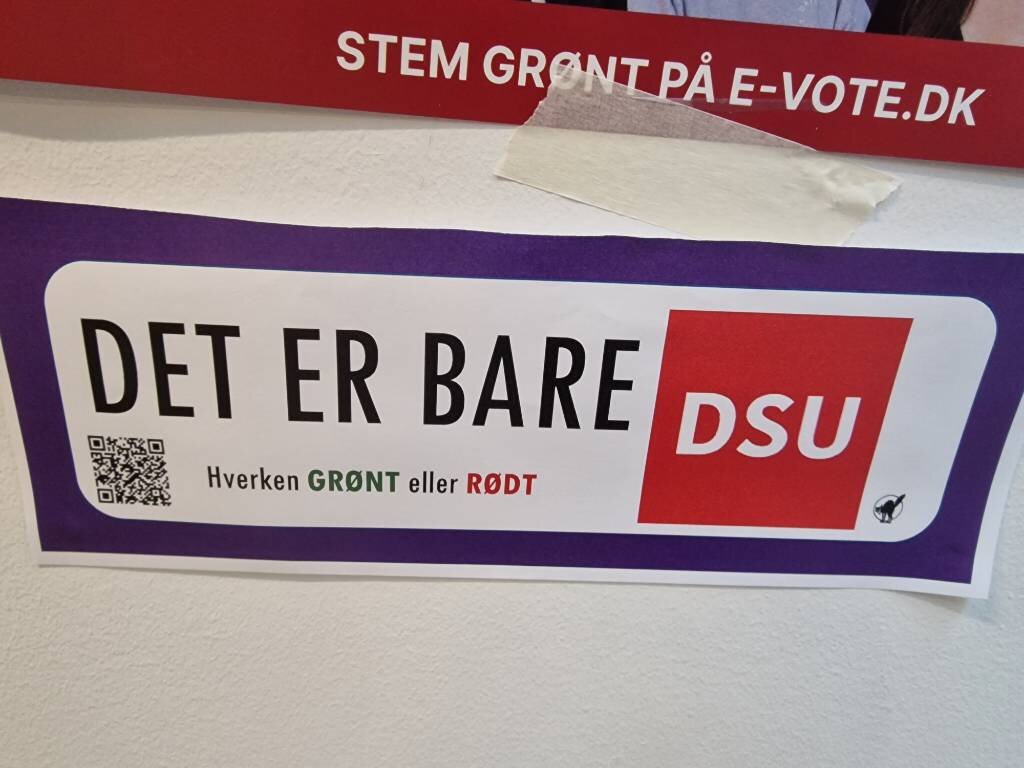 STEM GRØNT PÅ E-VOTE.DK
DET ER BARE
DSU
Hverken GRØNT eller RØDT